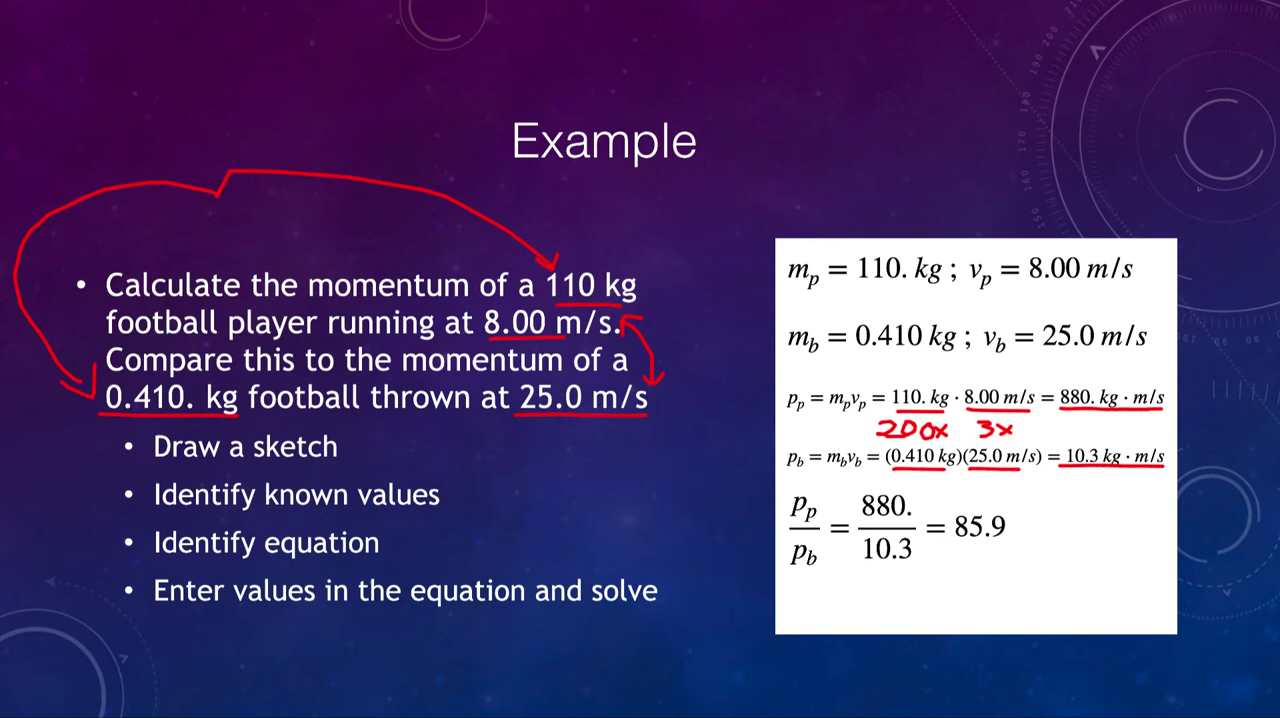 Example
• Calculate the momentum of a 110 kg
football player running at 8.00 m/s.
Compare this to the momentum of a
0.410. kg football thrown at 25.0 m/s
• Draw a sketch
• Identify known values
• Identify equation
• Enter values in the equation and solve
m_p = 110. kg ; v_p = 8.00 m/s
m_b = 0.410 kg ; v_b = 25.0 m/s
p_p = m_p v_p = 110. kg · 8.00 m/s = 880. kg · m/s
200x 3x
p_b = m_b v_b = (0.410 kg)(25.0 m/s) = 10.3 kg · m/s
p_p / p_b = 880. / 10.3 = 85.9